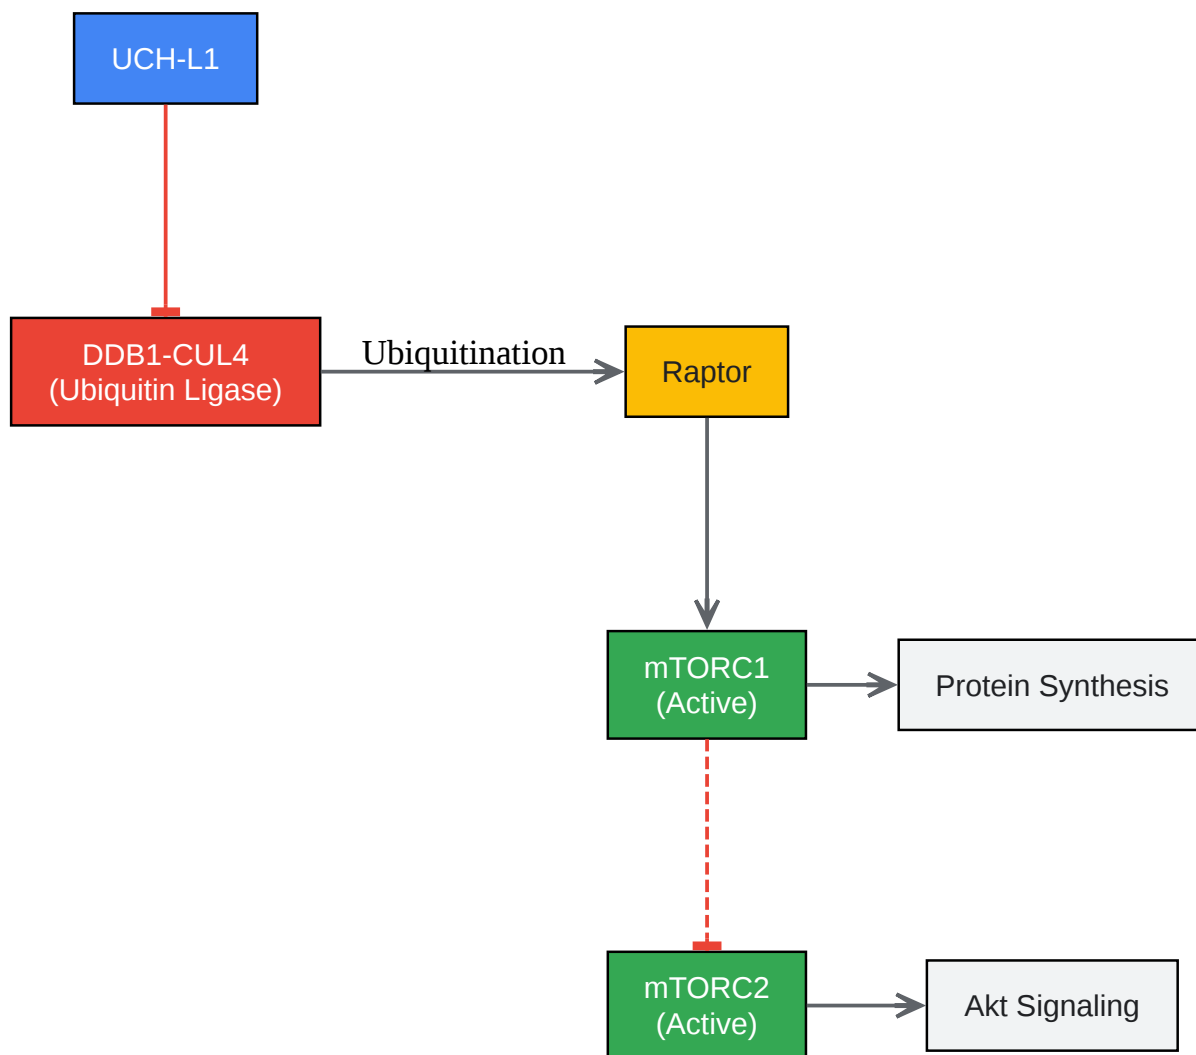 UCH-L1
DDB1-CUL4
(Ubiquitin Ligase)
Ubiquitination
Raptor
mTORC1
(Active)
Protein Synthesis
mTORC2
(Active)
Akt Signaling